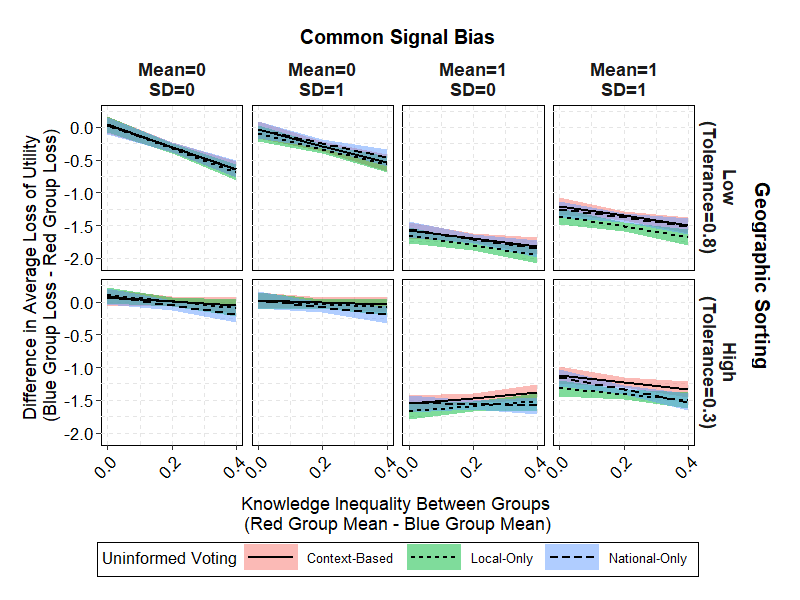 Common Signal Bias
Mean=0
SD=0
Mean=0
SD=1
Mean=1
SD=0
Mean=1
SD=1
Difference in Average Loss of Utility
(Blue Group Loss - Red Group Loss)
0.0
-0.5
-1.0
-1.5
-2.0
0.0
-0.5
-1.0
-1.5
-2.0
Low
(Tolerance=0.8)
High
(Tolerance=0.3)
Geographic Sorting
0.0
0.2
0.4
0.0
0.2
0.4
0.0
0.2
0.4
0.0
0.2
0.4
Knowledge Inequality Between Groups
(Red Group Mean - Blue Group Mean)
Uninformed Voting
Context-Based
Local-Only
National-Only